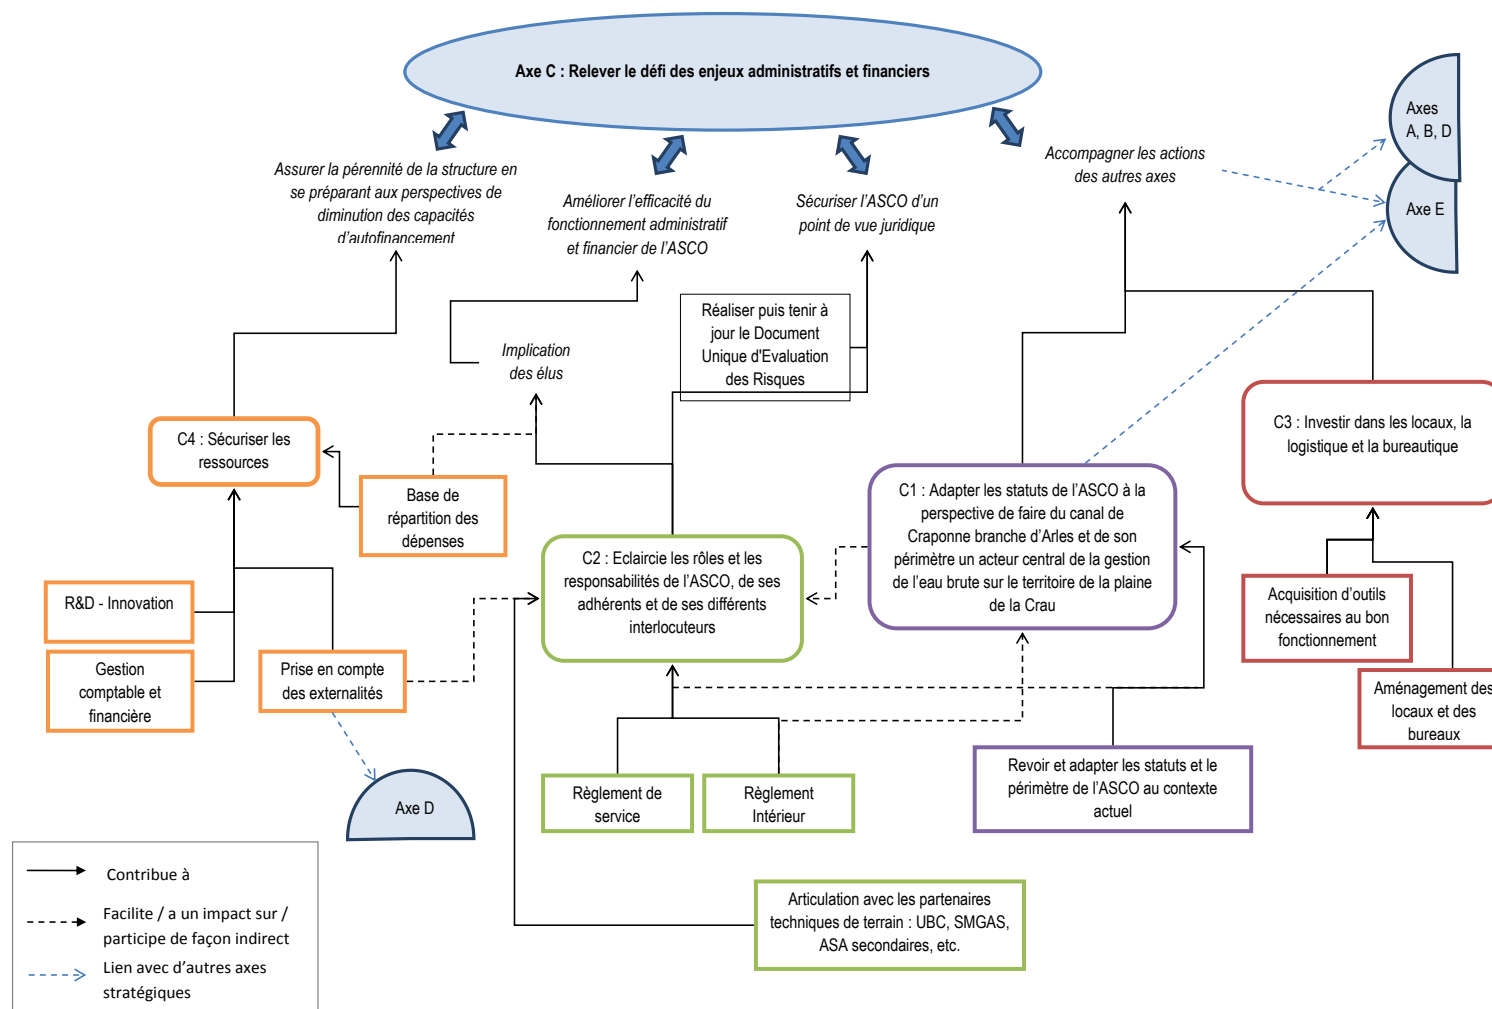 Axe C : Relever le défi des enjeux administratifs et financiers
Axes
A, B, D
Axe E
Assurer la pérennité de la structure en
se préparant aux perspectives de
diminution des capacités
d'autofinancement
Améliorer l'efficacité du
fonctionnement administratif
et financier de l'ASCO
Sécuriser l'ASCO d'un
point de vue juridique
Accompagner les actions
des autres axes
Réaliser puis tenir à
jour le Document
Unique d'Evaluation
des Risques
Implication
des élus
C4 : Sécuriser les
ressources
Base de
répartition des
dépenses
C2 : Eclaircie les rôles et les
responsabilités de l'ASCO, de ses
adhérents et de ses différents
interlocuteurs
C1 : Adapter les statuts de l'ASCO à la
perspective de faire du canal de
Craponne branche d'Arles et de son
périmètre un acteur central de la gestion
de l'eau brute sur le territoire de la plaine
de la Crau
C3 : Investir dans les locaux, la
logistique et la bureautique
R&D - Innovation
Gestion
comptable et
financière
Prise en compte
des externalités
Acquisition d'outils
nécessaires au bon
fonctionnement
Aménagement des
locaux et des
bureaux
Axe D
Règlement de
service
Règlement
Intérieur
Revoir et adapter les statuts et le
périmètre de l'ASCO au contexte
actuel
Articulation avec les partenaires
techniques de terrain : UBC, SMGAS,
ASA secondaires, etc.
Contribue à
Facilite / a un impact sur /
participe de façon indirect
Lien avec d'autres axes
stratégiques